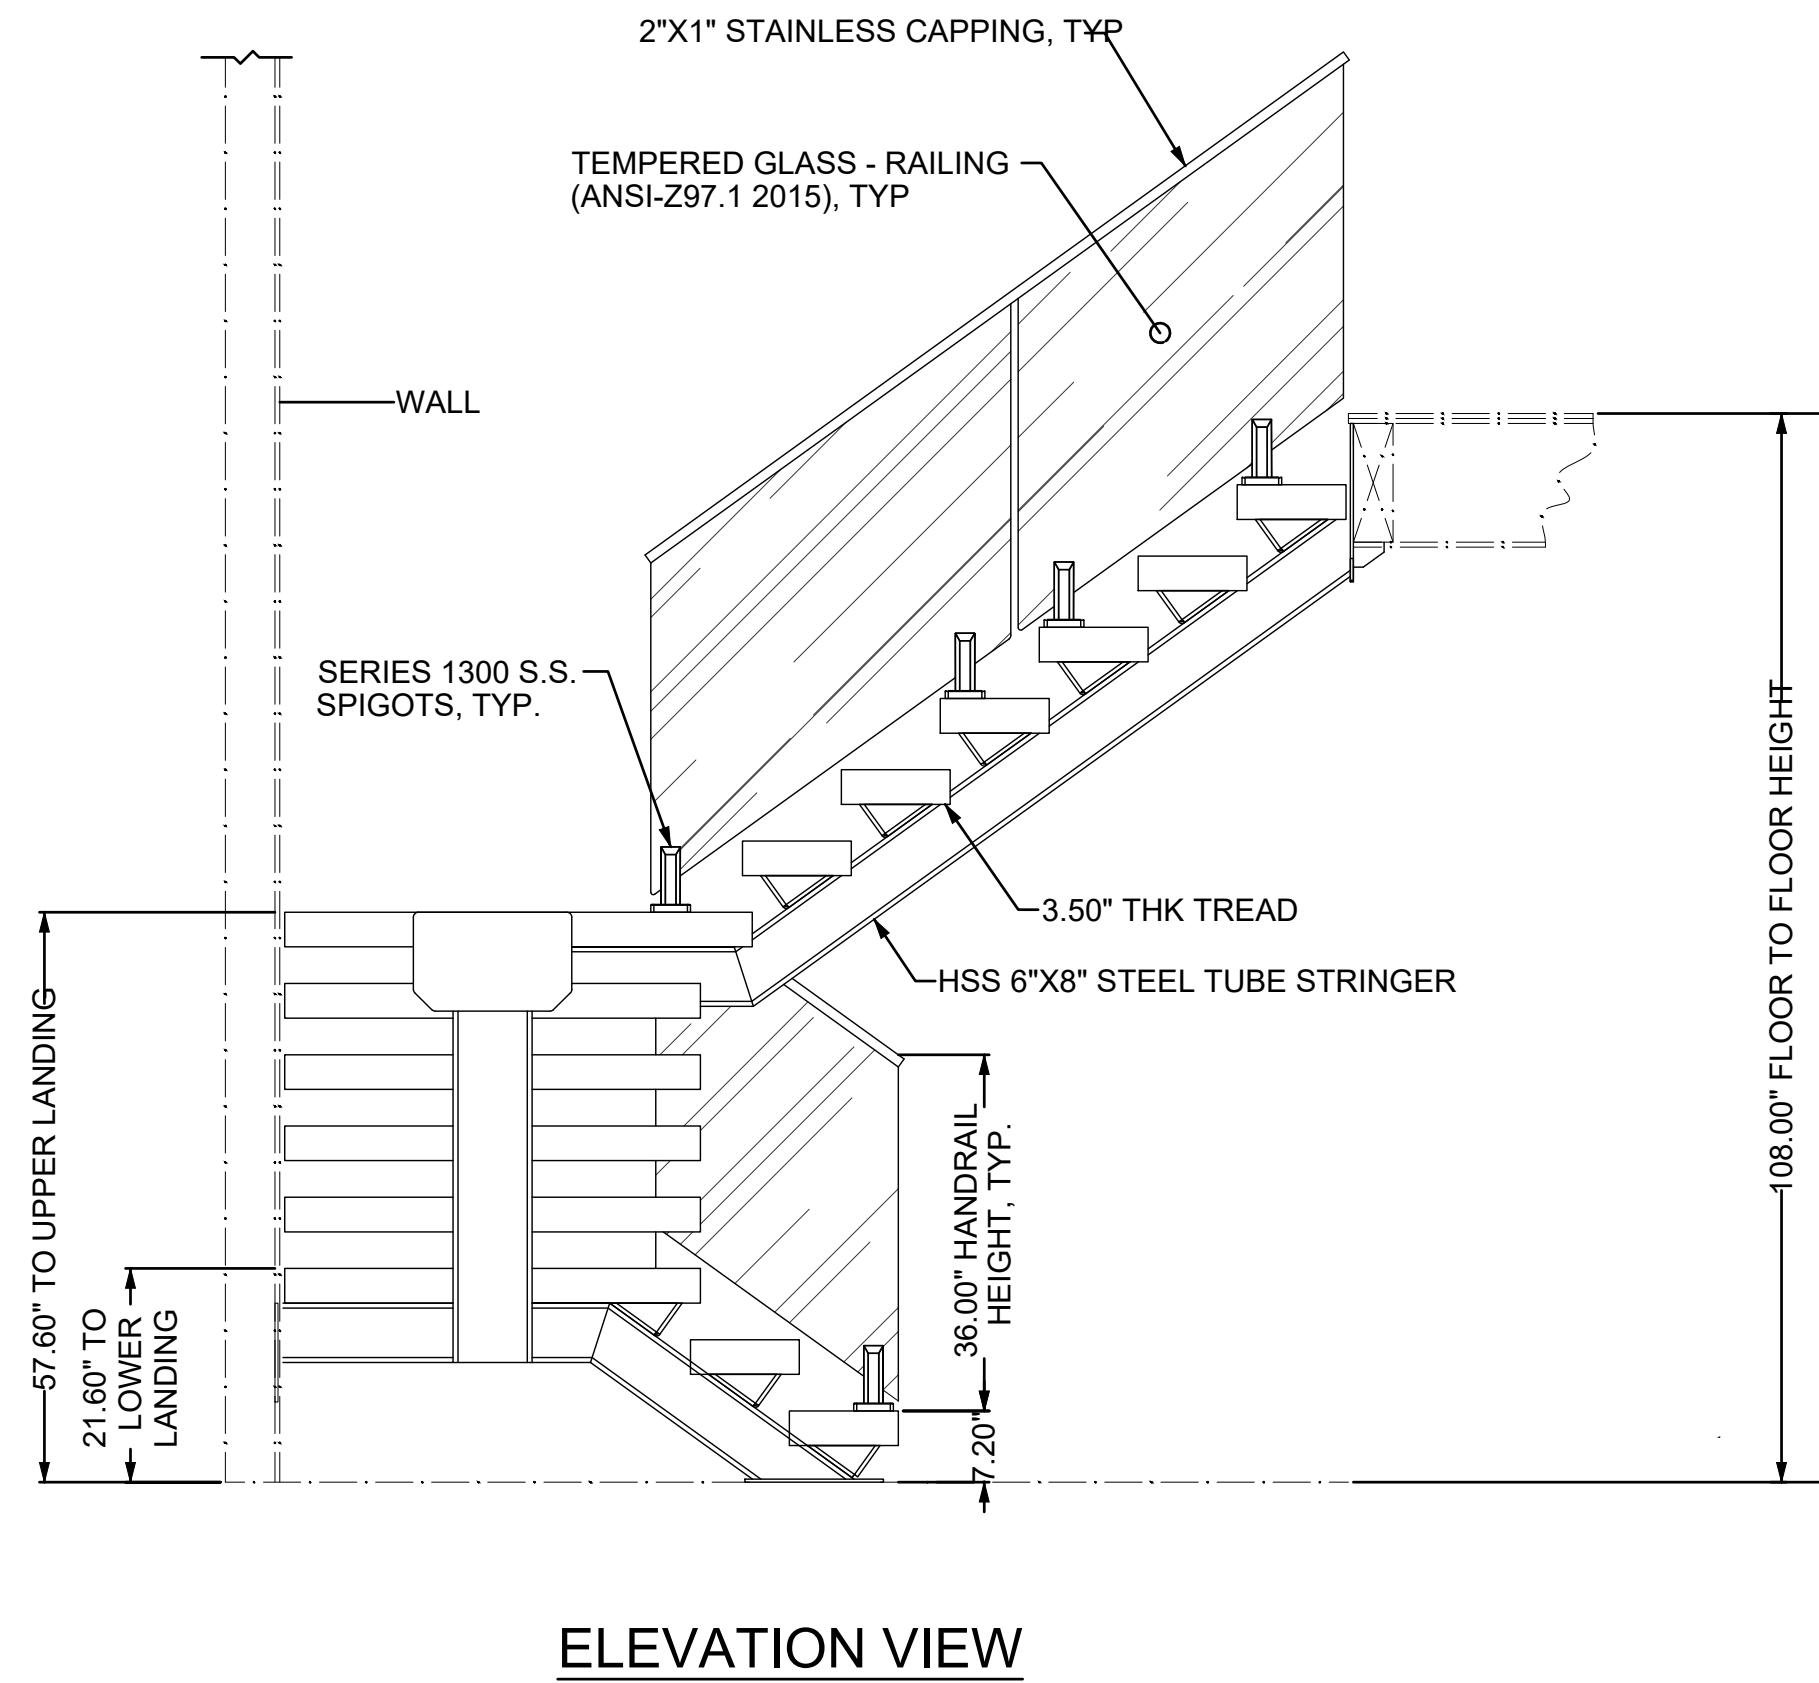 2"X1" STAINLESS CAPPING, TYP
TEMPERED GLASS - RAILING
(ANSI-Z97.1 2015), TYP
WALL
SERIES 1300 S.S.
SPIGOTS, TYP.
3.50" THK TREAD
HSS 6"X8" STEEL TUBE STRINGER
57.60" TO UPPER LANDING
21.60" TO
LOWER
LANDING
36.00" HANDRAIL
HEIGHT, TYP.
7.20"
108.00" FLOOR TO FLOOR HEIGHT
ELEVATION VIEW